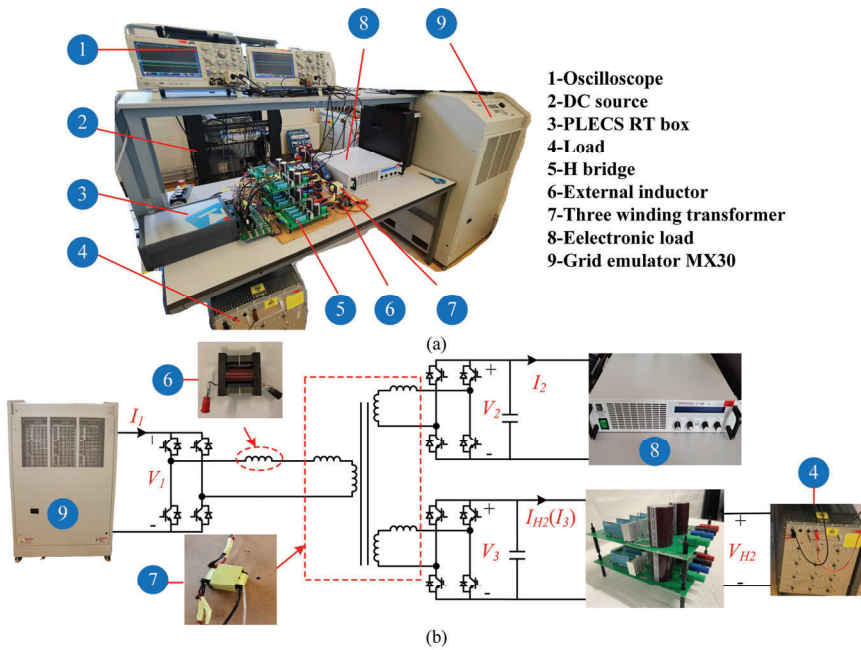 1
2
3
4
5
6
7
8
9
1-Oscilloscope
2-DC source
3-PLECS RT box
4-Load
5-H bridge
6-External inductor
7-Three winding transformer
8-Eelectronic load
9-Grid emulator MX30
(a)
6
I1
+
V1
-
9
7
+
V2
-
I2
8
+
V3
-
IH2(I3)
+
VH2
-
4
(b)